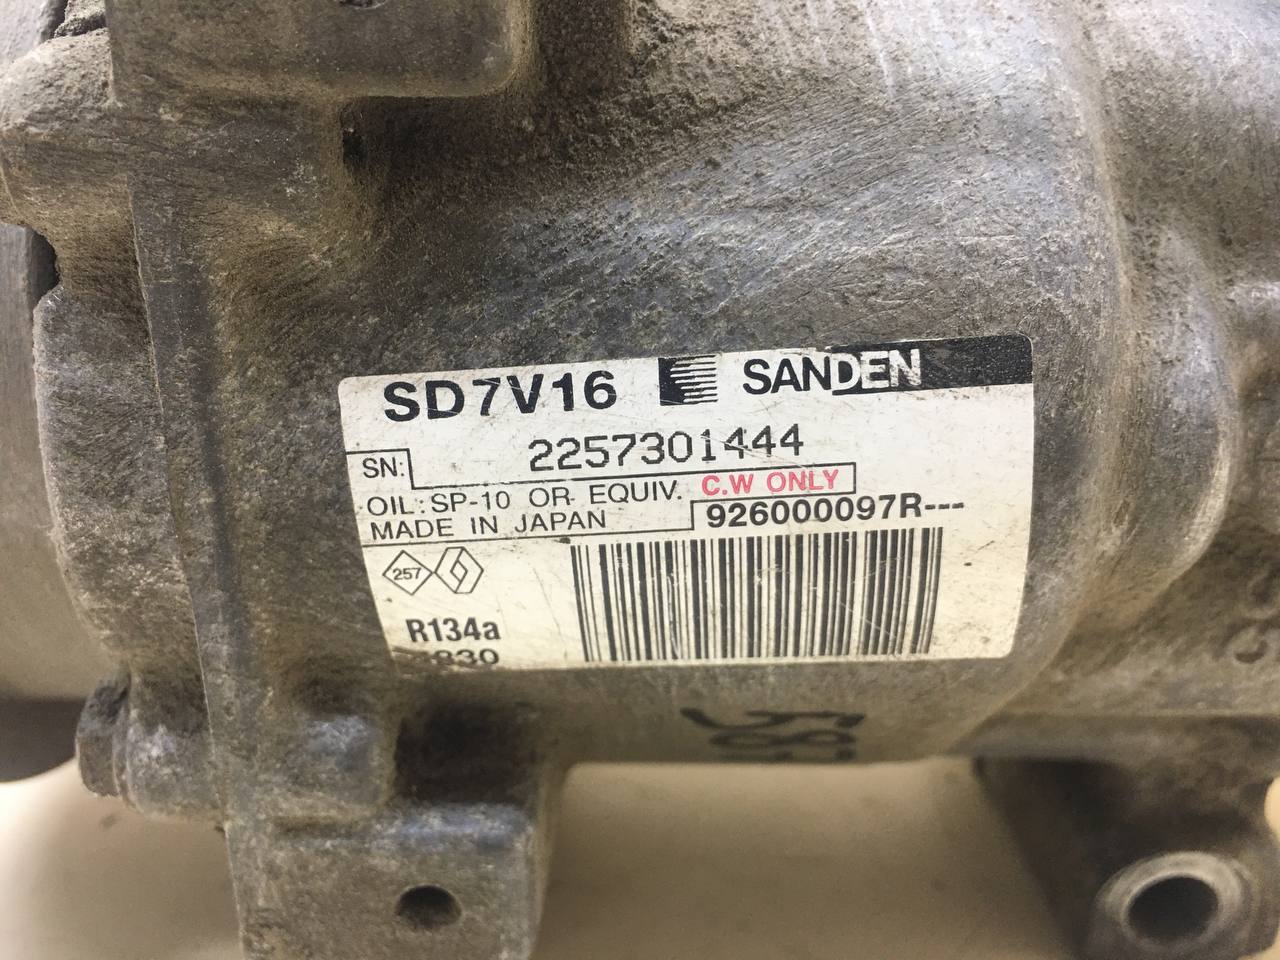 SD7V16 SANDEN
SN: 2257301444
OIL:SP-10 OR EQUIV. C.W ONLY
MADE IN JAPAN 926000097R---
257
R134a